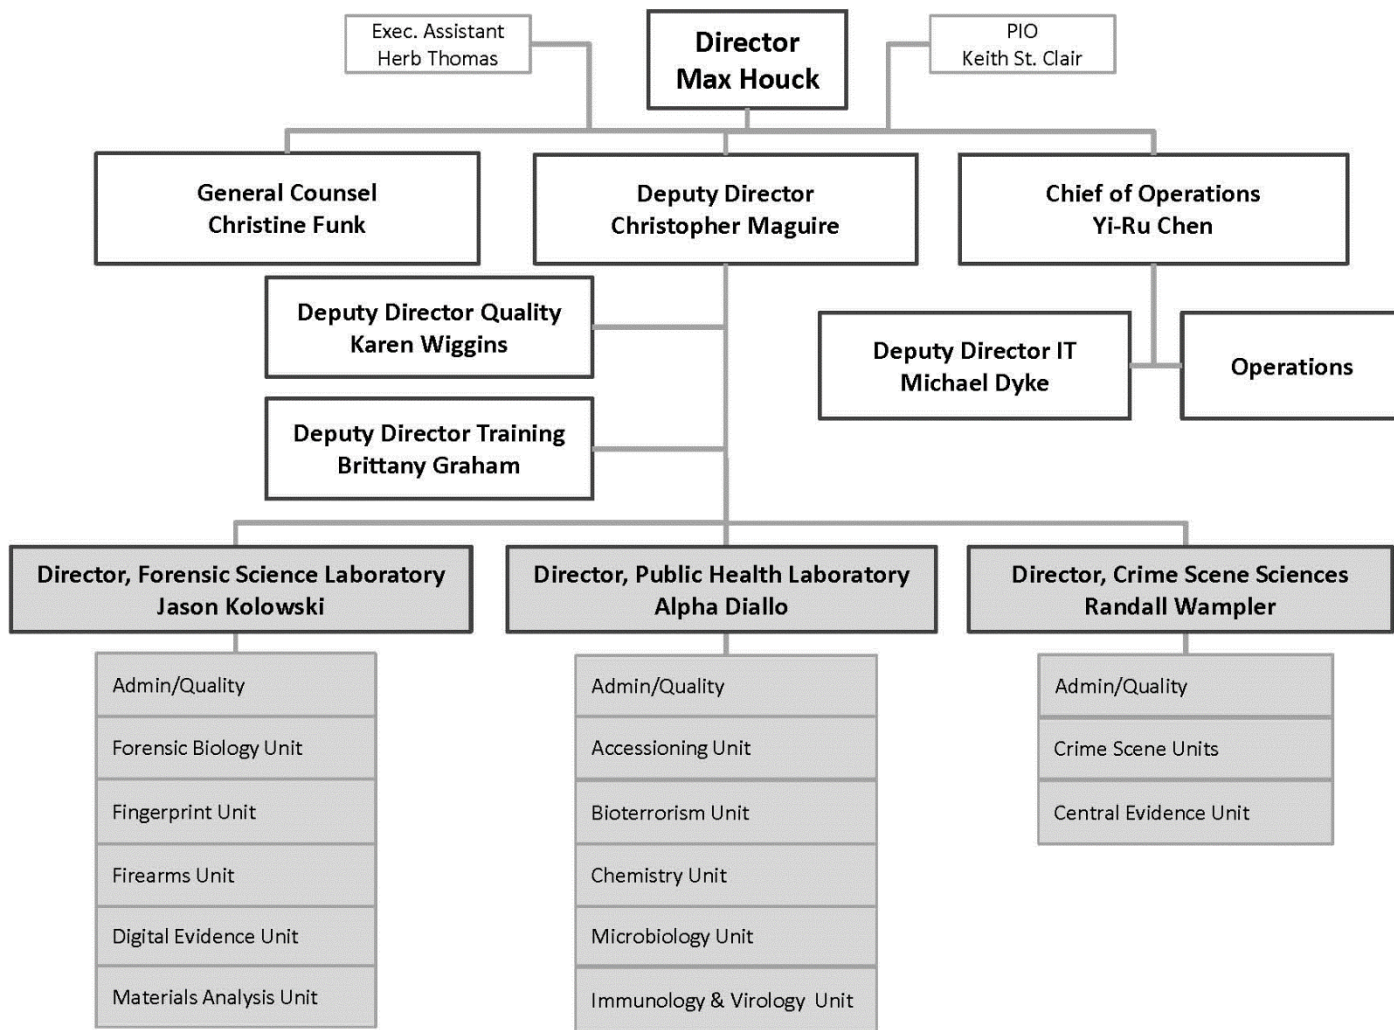 Exec. Assistant
Herb Thomas
Director
Max Houck
PIO
Keith St. Clair
General Counsel
Christine Funk
Deputy Director
Christopher Maguire
Chief of Operations
Yi-Ru Chen
Deputy Director Quality
Karen Wiggins
Deputy Director IT
Michael Dyke
Operations
Deputy Director Training
Brittany Graham
Director, Forensic Science Laboratory
Jason Kolowski
Director, Public Health Laboratory
Alpha Diallo
Director, Crime Scene Sciences
Randall Wampler
Admin/Quality
Forensic Biology Unit
Fingerprint Unit
Firearms Unit
Digital Evidence Unit
Materials Analysis Unit
Admin/Quality
Accessioning Unit
Bioterrorism Unit
Chemistry Unit
Microbiology Unit
Immunology & Virology Unit
Admin/Quality
Crime Scene Units
Central Evidence Unit